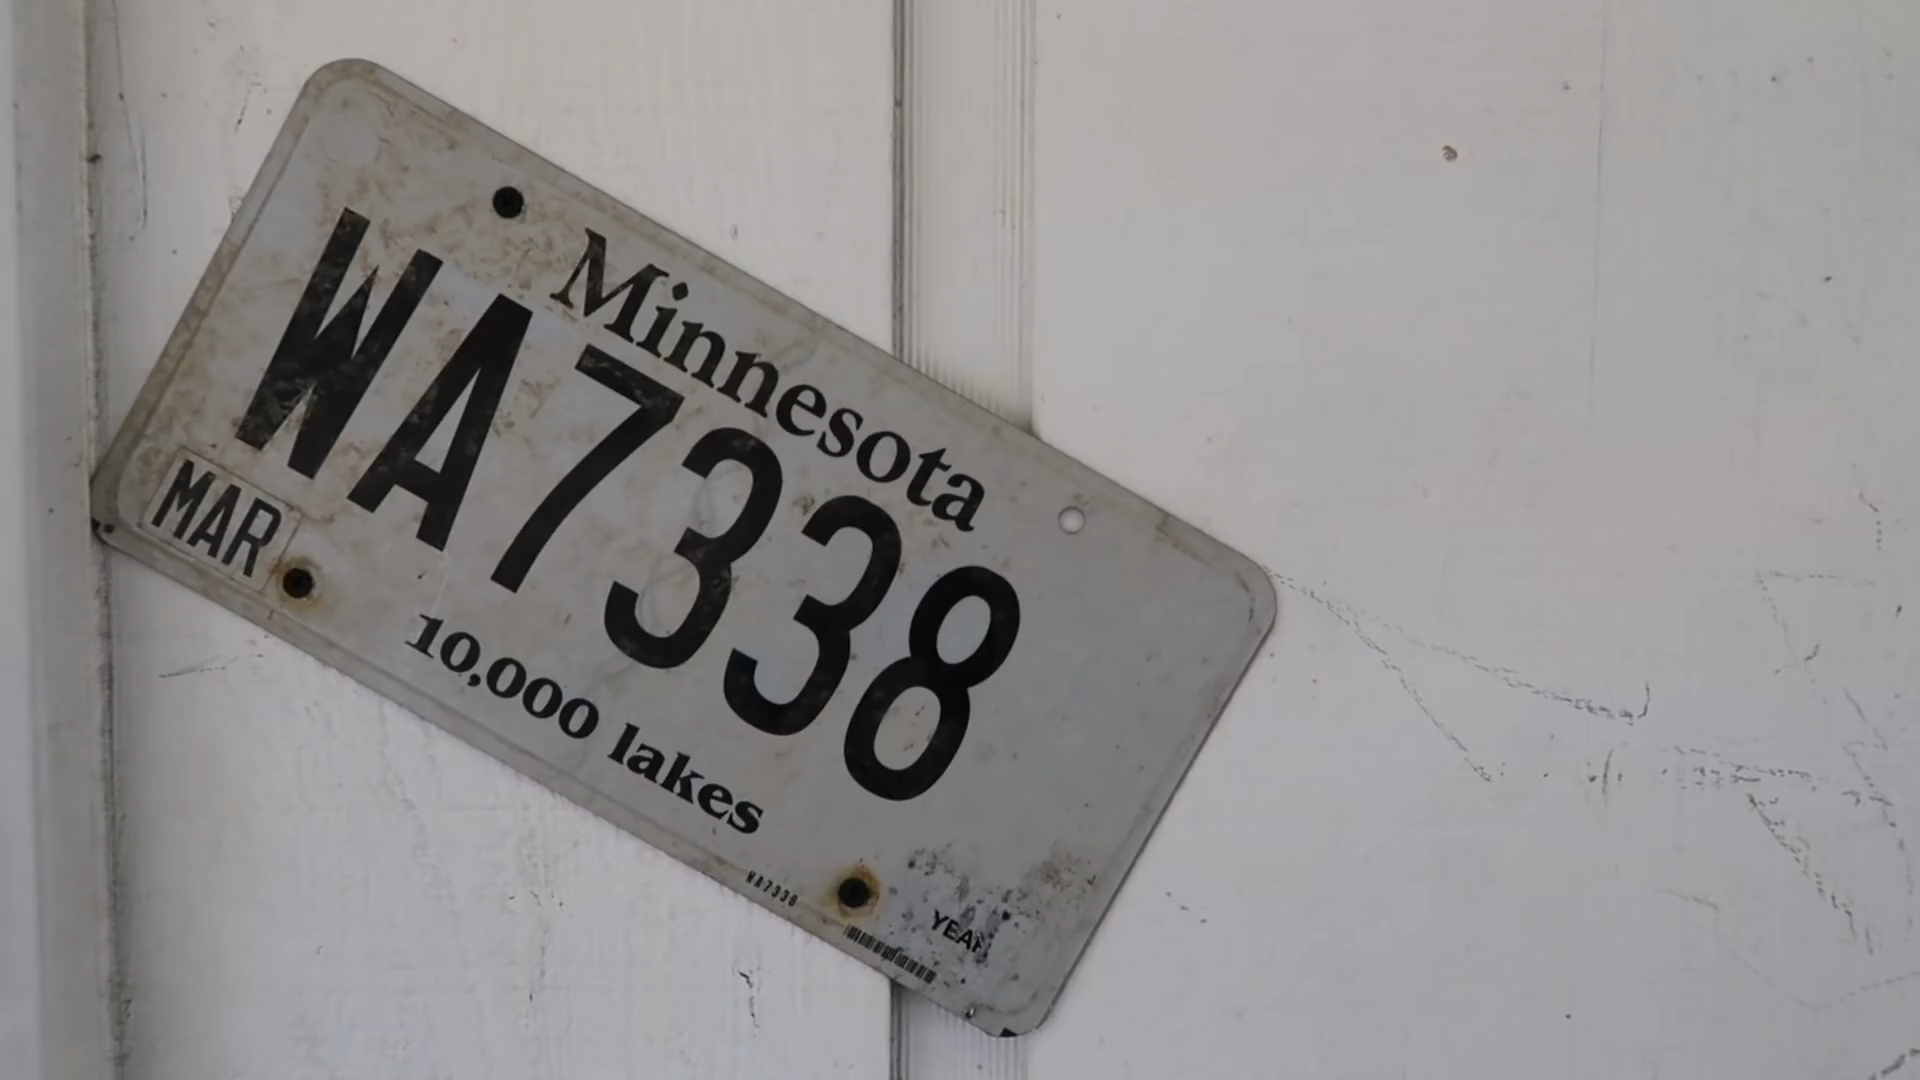 Minnesota
WA7338
MAR
10,000 lakes
WA7338
YEAR